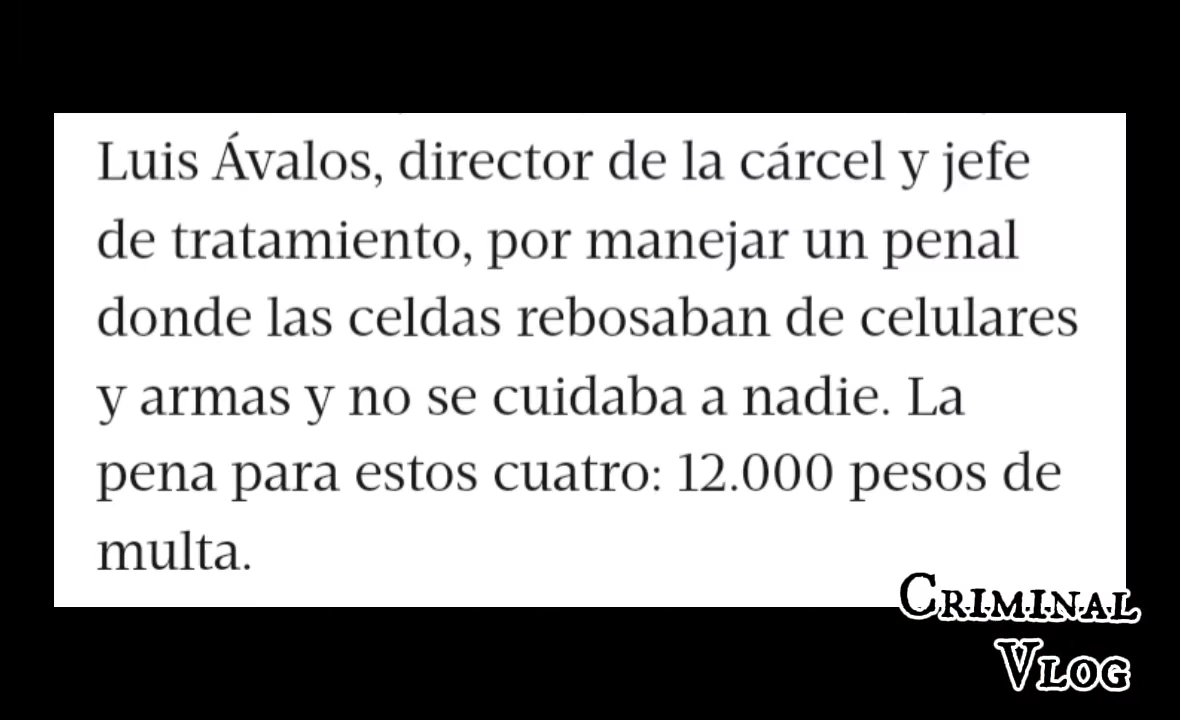 Luis Ávalos, director de la cárcel y jefe
de tratamiento, por manejar un penal
donde las celdas rebosaban de celulares
y armas y no se cuidaba a nadie. La
pena para estos cuatro: 12.000 pesos de
multa.
CRIMINAL
VLOG